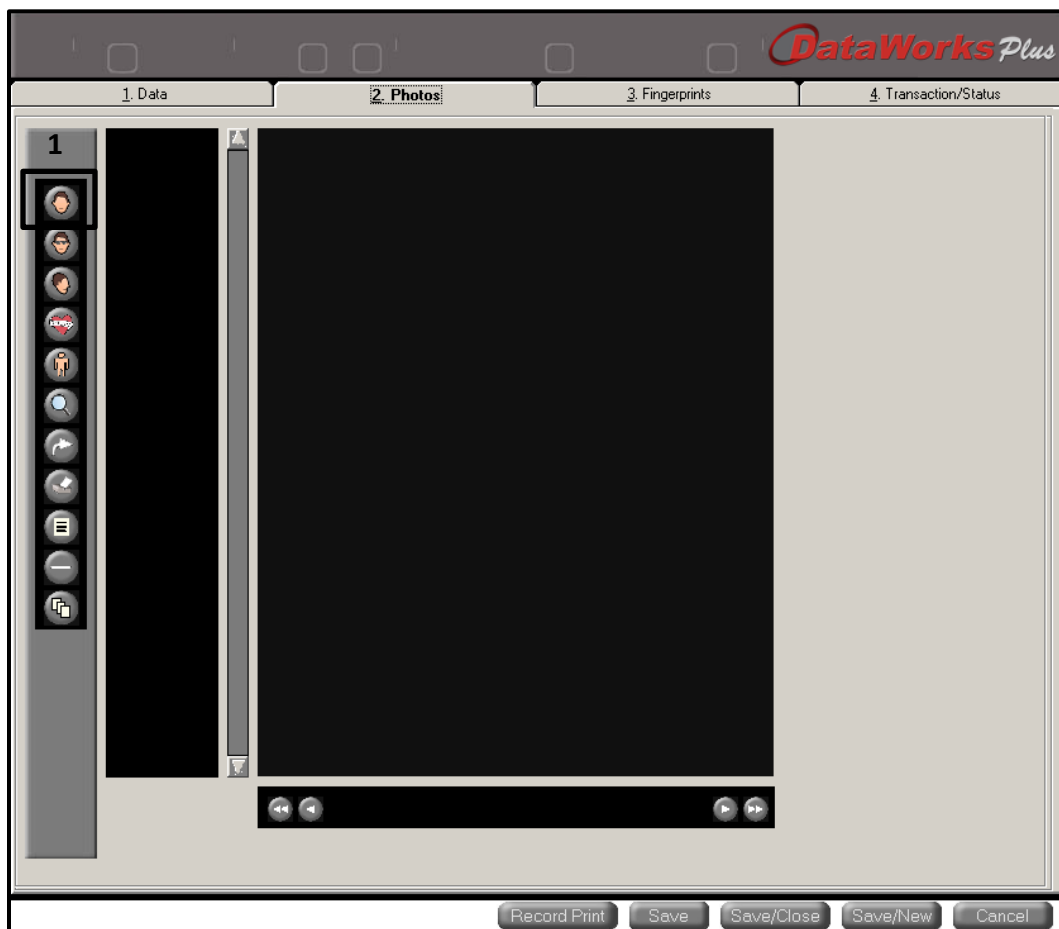 DataWorks Plus
1. Data 2. Photos 3. Fingerprints 4. Transaction/Status
1
Record Print Save Save/Close Save/New Cancel